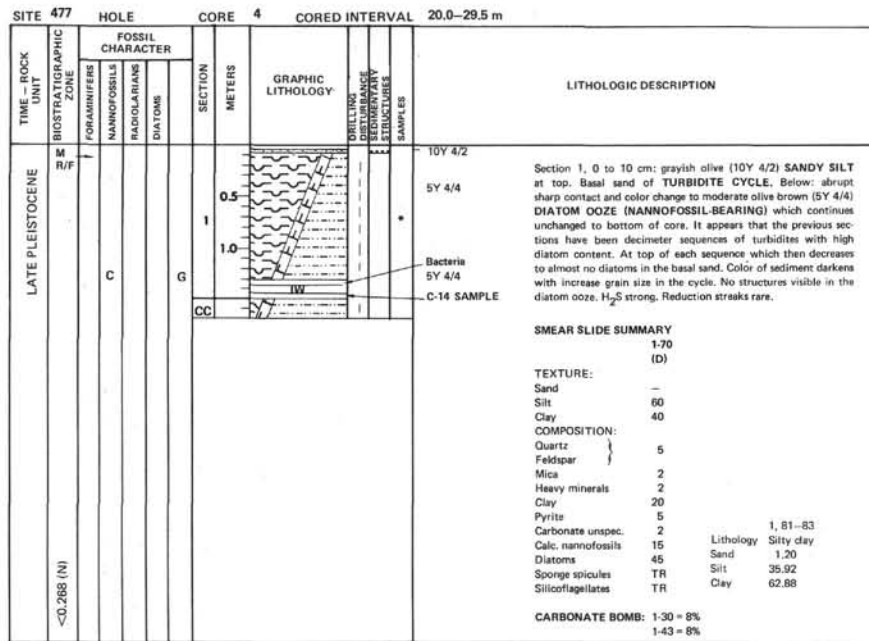 SITE 477 HOLE CORE 4 CORED INTERVAL 20.0–29.5 m
TIME – ROCK UNIT
BIOSTRATIGRAPHIC ZONE
FOSSIL CHARACTER
FORAMINIFERS
NANNOFOSSILS
RADIOLARIANS
DIATOMS
SECTION
METERS
GRAPHIC LITHOLOGY
DRILLING DISTURBANCE
SEDIMENTARY STRUCTURES
SAMPLES
LITHOLOGIC DESCRIPTION
LATE PLEISTOCENE
<0.268 (N)
M
R/F
C
G
1
CC
0.5
1.0
IW
*
10Y 4/2
5Y 4/4
Bacteria
5Y 4/4
C-14 SAMPLE
Section 1, 0 to 10 cm: grayish olive (10Y 4/2) SANDY SILT
at top. Basal sand of TURBIDITE CYCLE. Below: abrupt
sharp contact and color change to moderate olive brown (5Y 4/4)
DIATOM OOZE (NANNOFOSSIL-BEARING) which continues
unchanged to bottom of core. It appears that the previous sec-
tions have been decimeter sequences of turbidites with high
diatom content. At top of each sequence which then decreases
to almost no diatoms in the basal sand. Color of sediment darkens
with increase grain size in the cycle. No structures visible in the
diatom ooze. H2S strong. Reduction streaks rare.
SMEAR SLIDE SUMMARY
1-70
(D)
TEXTURE:
Sand –
Silt 60
Clay 40
COMPOSITION:
Quartz } 5
Feldspar
Mica 2
Heavy minerals 2
Clay 20
Pyrite 5
Carbonate unspec. 2
Calc. nannofossils 15
Diatoms 45
Sponge spicules TR
Silicoflagellates TR
1, 81–83
Lithology Silty clay
Sand 1.20
Silt 35.92
Clay 62.88
CARBONATE BOMB: 1-30 = 8%
1-43 = 8%